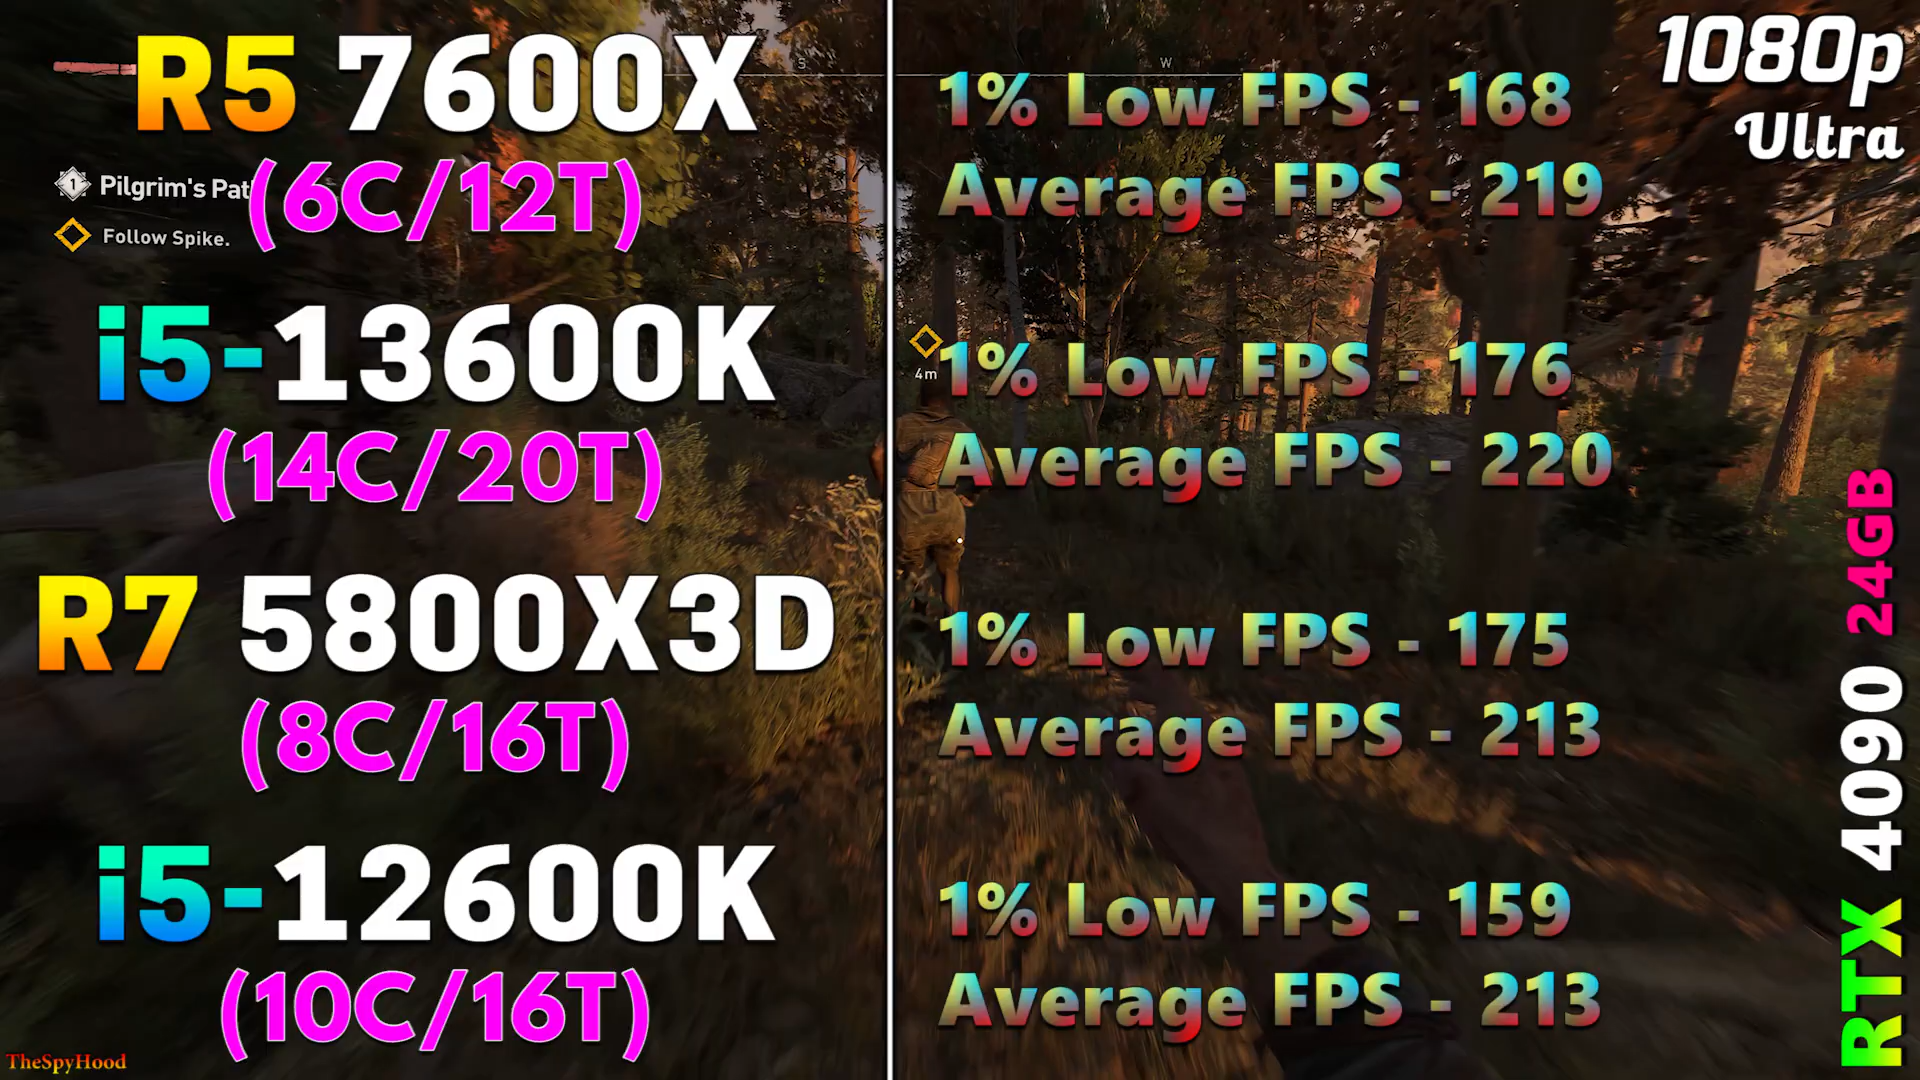 R5 7600X
(6C/12T)
1% Low FPS - 168
Average FPS - 219
1080p
Ultra
S
W
1
Pilgrim's Pat
Follow Spike.
i5-13600K
(14C/20T)
4m
1% Low FPS - 176
Average FPS - 220
R7 5800X3D
(8C/16T)
1% Low FPS - 175
Average FPS - 213
i5-12600K
(10C/16T)
1% Low FPS - 159
Average FPS - 213
RTX 4090 24GB
TheSpyHood